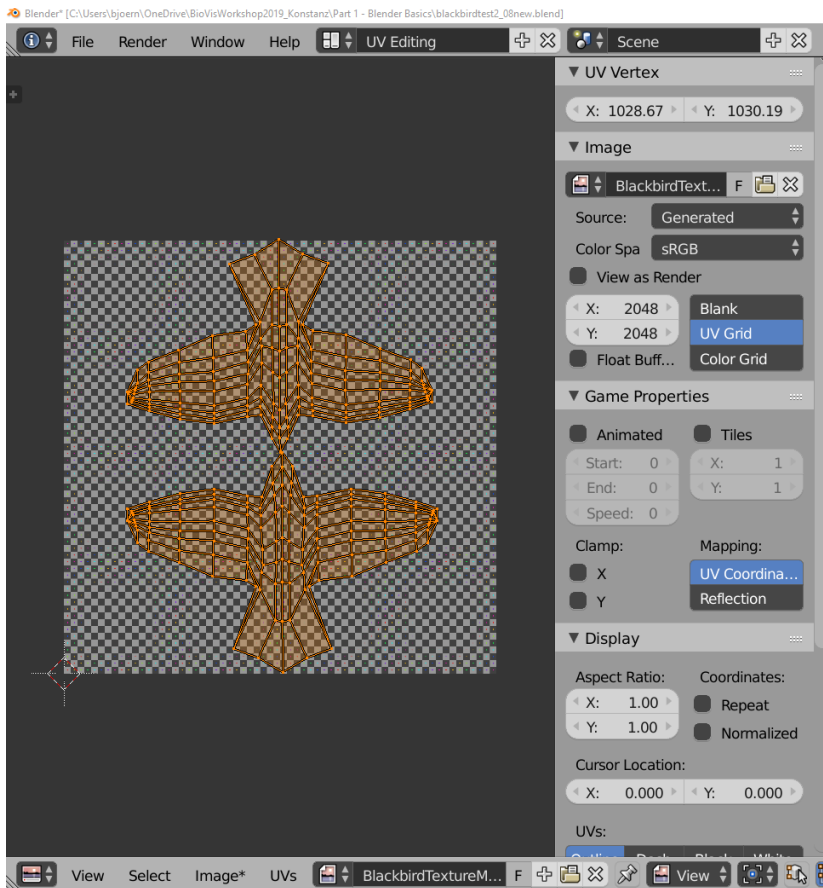 Blender* [C:\Users\bjoern\OneDrive\BioVisWorkshop2019_Konstanz\Part 1 - Blender Basics\blackbirdtest2_08new.blend]
File Render Window Help UV Editing Scene
UV Vertex
X: 1028.67 Y: 1030.19
Image
BlackbirdText... F
Source: Generated
Color Spa sRGB
View as Render
X: 2048 Blank
Y: 2048 UV Grid
Float Buff... Color Grid
Game Properties
Animated Tiles
Start: 0 X: 1
End: 0 Y: 1
Speed: 0
Clamp: Mapping:
X UV Coordina...
Y Reflection
Display
Aspect Ratio: Coordinates:
X: 1.00 Repeat
Y: 1.00 Normalized
Cursor Location:
X: 0.000 Y: 0.000
UVs:
Outline Dash Black White
View Select Image* UVs BlackbirdTextureM... F View